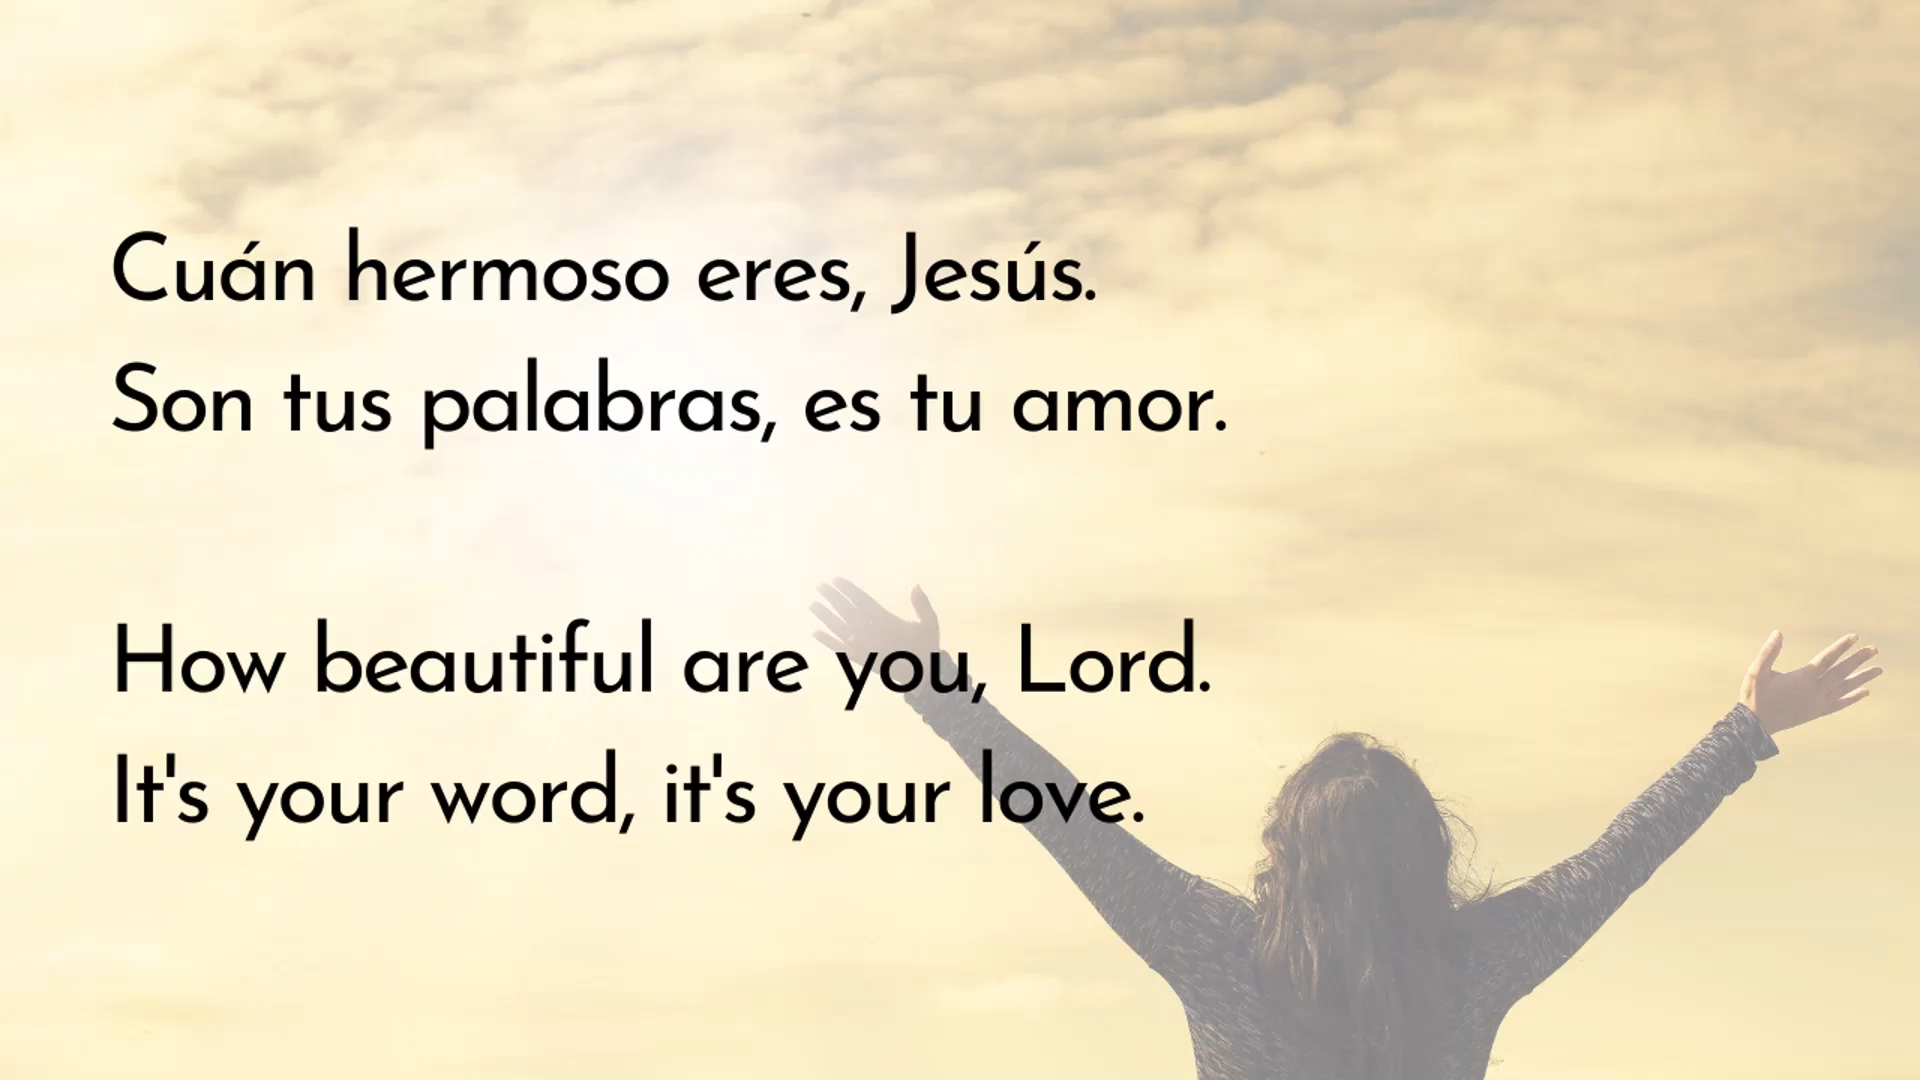 Cuán hermoso eres, Jesús.
Son tus palabras, es tu amor.
How beautiful are you, Lord.
It's your word, it's your love.